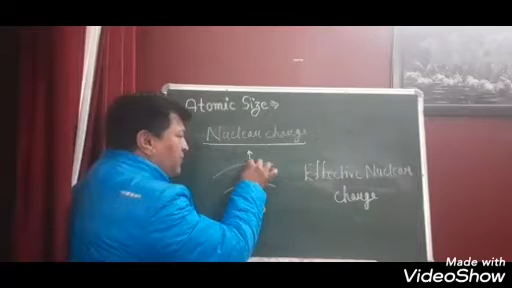 Atomic Size ⇒
Nuclear charge
Effective Nuclear
charge
Made with
VideoShow